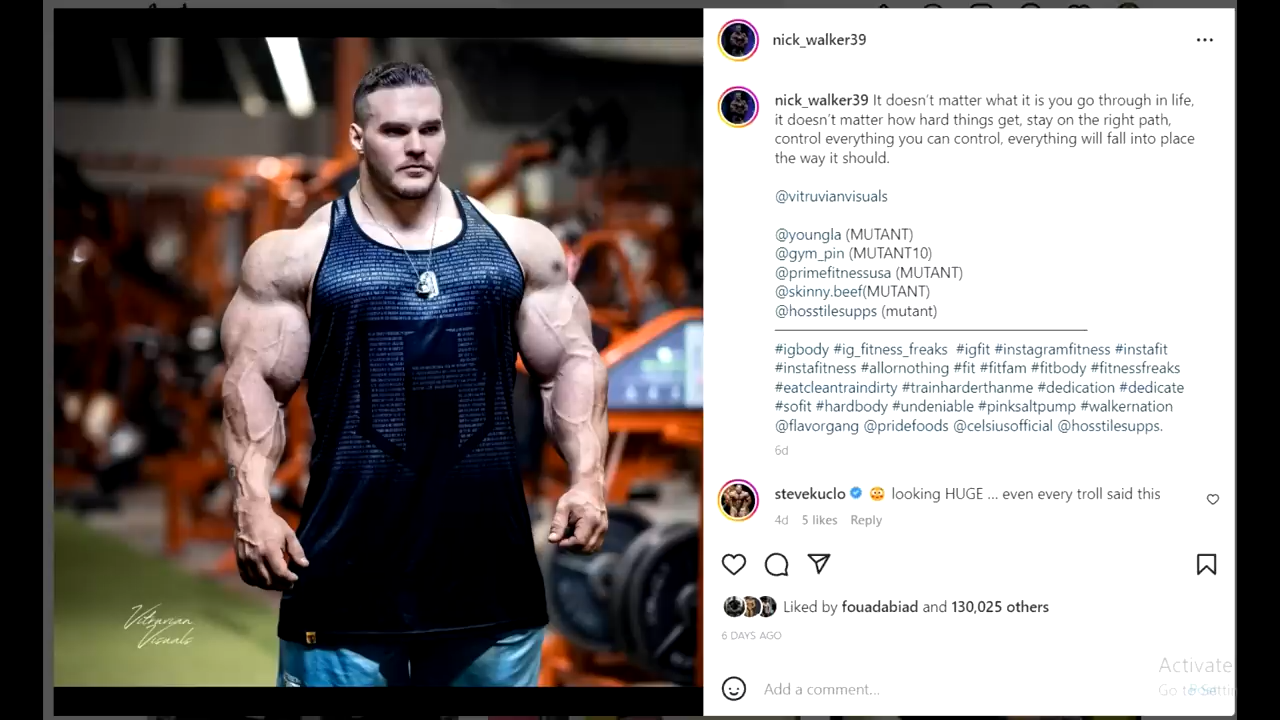 nick_walker39
nick_walker39 It doesn't matter what it is you go through in life,
it doesn't matter how hard things get, stay on the right path,
control everything you can control, everything will fall into place
the way it should.
@vitruvianvisuals
@youngla (MUTANT)
@gym_pin (MUTANT10)
@primefitnessusa (MUTANT)
@skinny.beef(MUTANT)
@hosstilesupps (mutant)
#igbody #ig_fitness_freaks #igfit #instagramfitness #instafit
#instafitness #allornothing #fit #fitfam #fitbody #fitnessfreaks
#eatcleantraindirty #trainharderthanme #dedication #dedicate
#sofit #hardbody #undeniable #pinksaltpump #walkernation
@flavorgang @pridefoods @celsiusofficial @hosstilesupps.
6d
stevekuclo looking HUGE ... even every troll said this
4d 5 likes Reply
Liked by fouadabiad and 130,025 others
6 DAYS AGO
Add a comment...
Activate
Go to Settin
Vitruvian
Visuals